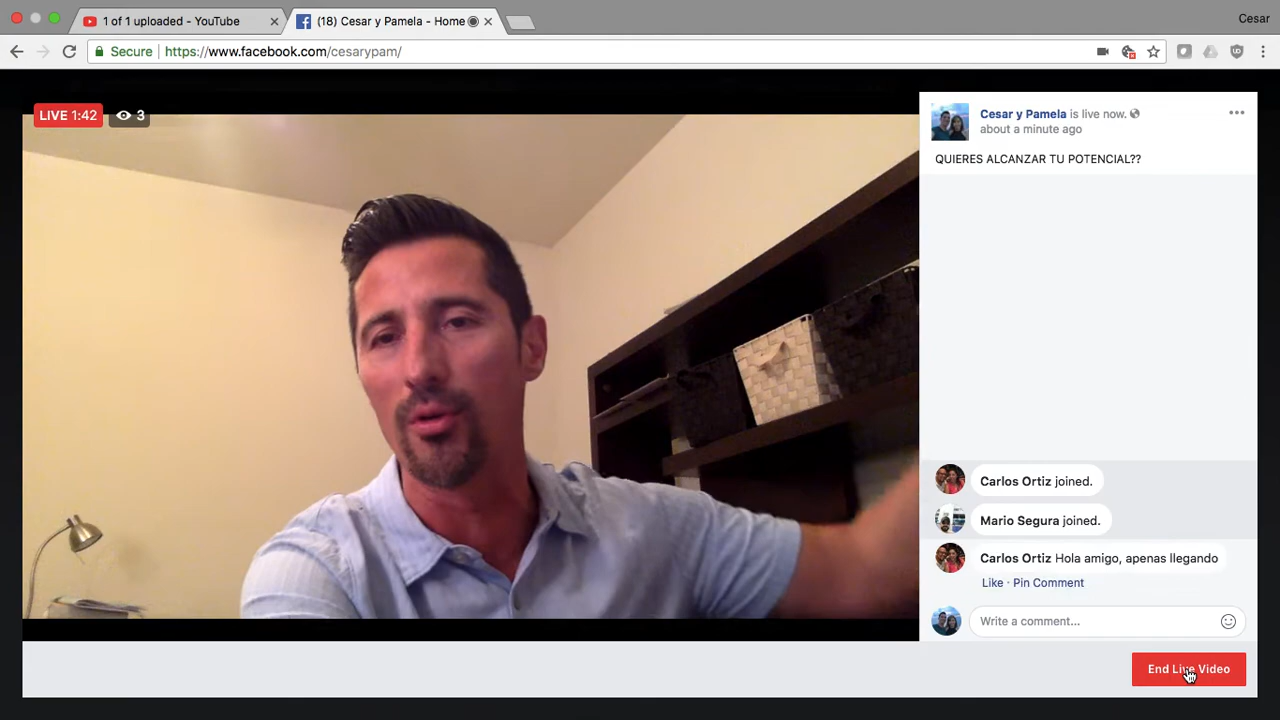 1 of 1 uploaded - YouTube
(18) Cesar y Pamela - Home
Cesar
Secure
https://www.facebook.com/cesarypam/
LIVE 1:42
3
Cesar y Pamela is live now.
about a minute ago
QUIERES ALCANZAR TU POTENCIAL??
Carlos Ortiz joined.
Mario Segura joined.
Carlos Ortiz Hola amigo, apenas llegando
Like · Pin Comment
Write a comment...
End Live Video